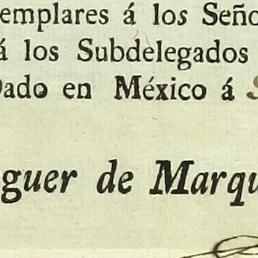 emplares á los Seño
á los Subdelegados
Dado en México á
guer de Marqu